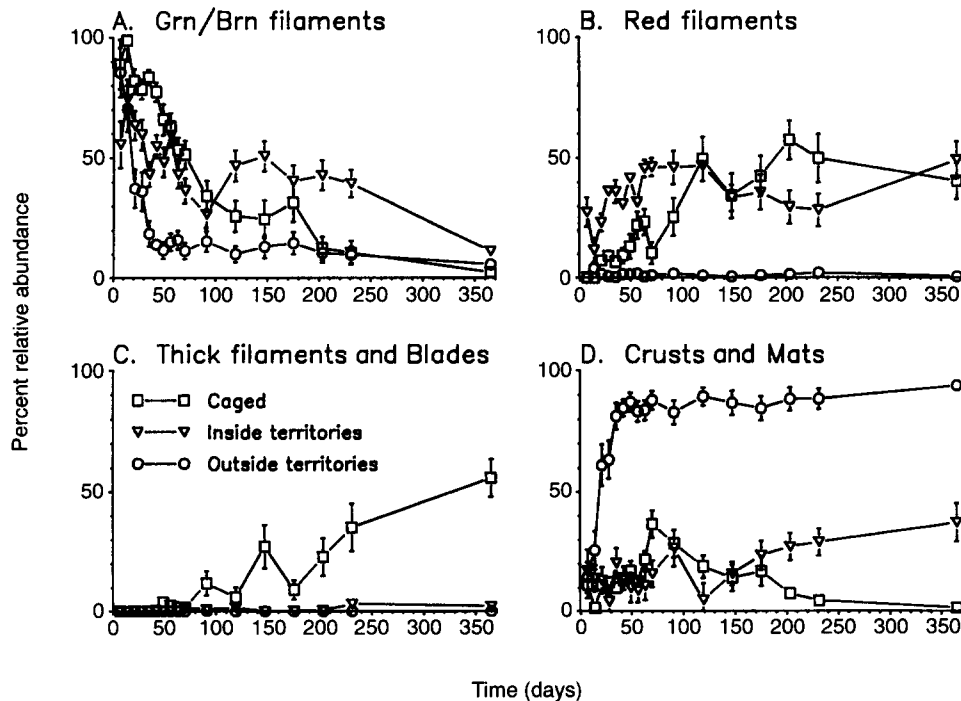 A. Grn/Brn filaments
B. Red filaments
100
50
0
0 50 100 150 200 250 300 350
100
50
0
0 50 100 150 200 250 300 350
C. Thick filaments and Blades
D. Crusts and Mats
100
50
0
0 50 100 150 200 250 300 350
100
50
0
0 50 100 150 200 250 300 350
Caged
Inside territories
Outside territories
Percent relative abundance
Time (days)